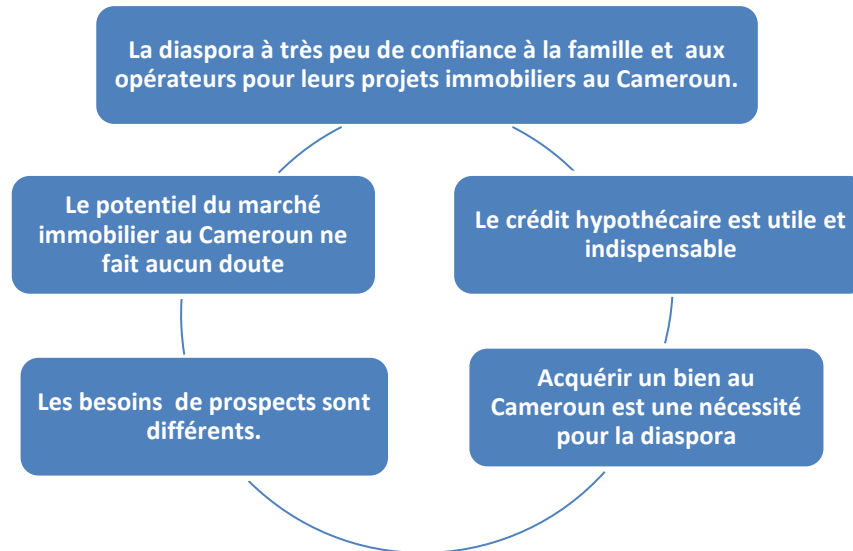 La diaspora à très peu de confiance à la famille et aux
opérateurs pour leurs projets immobiliers au Cameroun.
Le potentiel du marché
immobilier au Cameroun ne
fait aucun doute
Le crédit hypothécaire est utile et
indispensable
Les besoins de prospects sont
différents.
Acquérir un bien au
Cameroun est une nécessité
pour la diaspora